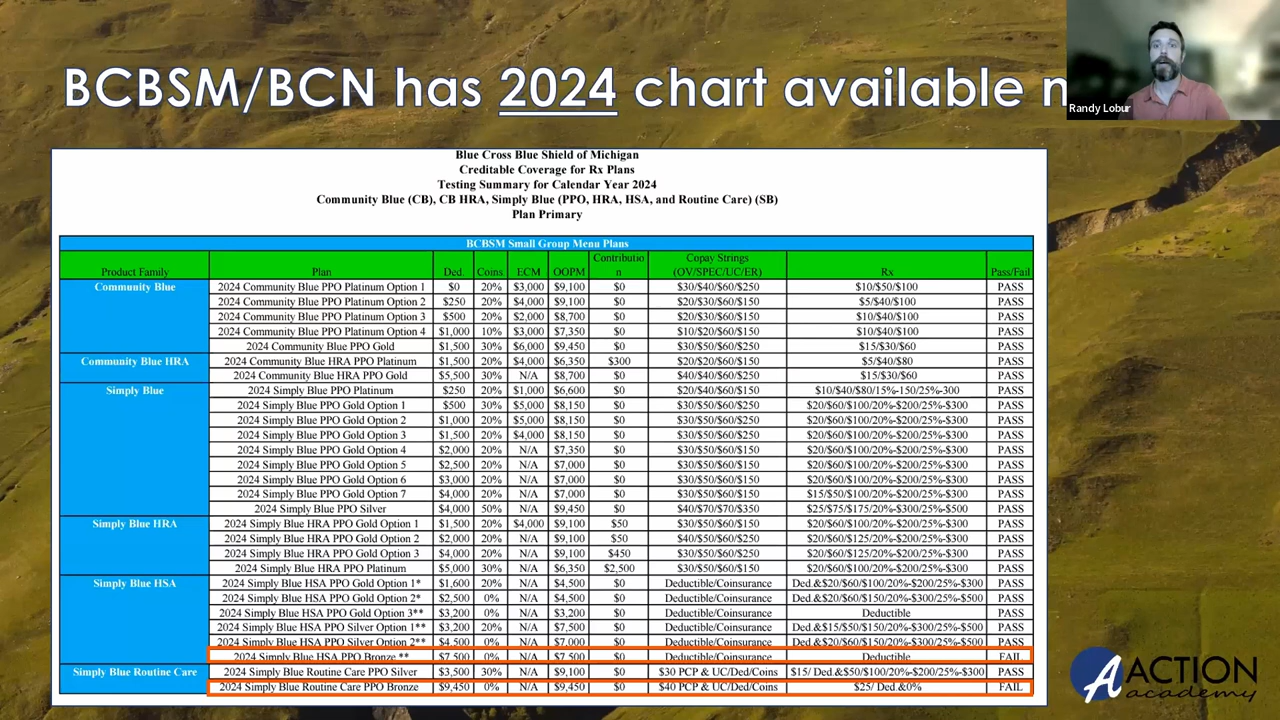 BCBSM/BCN has 2024 chart available n
Randy Lobur
Blue Cross Blue Shield of Michigan
Creditable Coverage for Rx Plans
Testing Summary for Calendar Year 2024
Community Blue (CB), CB HRA, Simply Blue (PPO, HRA, HSA, and Routine Care) (SB)
Plan Primary
BCBSM Small Group Menu Plans
Product Family Plan Ded. Coins. ECM OOPM Contributio n Copay Strings (OV/SPEC/UC/ER) Rx Pass/Fail
Community Blue 2024 Community Blue PPO Platinum Option 1 $0 20% $3,000 $9,100 $0 $30/$40/$60/$250 $10/$50/$100 PASS
2024 Community Blue PPO Platinum Option 2 $250 20% $4,000 $9,100 $0 $20/$30/$60/$150 $5/$40/$100 PASS
2024 Community Blue PPO Platinum Option 3 $500 20% $2,000 $8,700 $0 $20/$30/$60/$150 $10/$40/$100 PASS
2024 Community Blue PPO Platinum Option 4 $1,000 10% $3,000 $7,350 $0 $10/$20/$60/$150 $10/$40/$100 PASS
2024 Community Blue PPO Gold $1,500 30% $6,000 $9,450 $0 $30/$50/$60/$250 $15/$30/$60 PASS
Community Blue HRA 2024 Community Blue HRA PPO Platinum $1,500 20% $4,000 $6,350 $300 $20/$20/$60/$150 $5/$40/$80 PASS
2024 Community Blue HRA PPO Gold $5,500 30% N/A $8,700 $0 $40/$40/$60/$250 $15/$30/$60 PASS
Simply Blue 2024 Simply Blue PPO Platinum $250 20% $1,000 $6,600 $0 $20/$40/$60/$150 $10/$40/$80/15%-150/25%-300 PASS
2024 Simply Blue PPO Gold Option 1 $500 30% $5,000 $8,150 $0 $30/$50/$60/$250 $20/$60/$100/20%-$200/25%-$300 PASS
2024 Simply Blue PPO Gold Option 2 $1,000 20% $5,000 $8,150 $0 $30/$50/$60/$250 $20/$60/$100/20%-$200/25%-$300 PASS
2024 Simply Blue PPO Gold Option 3 $1,500 20% $4,000 $8,150 $0 $30/$50/$60/$250 $20/$60/$100/20%-$200/25%-$300 PASS
2024 Simply Blue PPO Gold Option 4 $2,000 20% N/A $7,350 $0 $30/$50/$60/$150 $20/$60/$100/20%-$200/25%-$300 PASS
2024 Simply Blue PPO Gold Option 5 $2,500 20% N/A $7,000 $0 $30/$50/$60/$150 $20/$60/$100/20%-$200/25%-$300 PASS
2024 Simply Blue PPO Gold Option 6 $3,000 20% N/A $7,000 $0 $30/$50/$60/$150 $20/$60/$100/20%-$200/25%-$300 PASS
2024 Simply Blue PPO Gold Option 7 $4,000 20% N/A $7,000 $0 $30/$50/$60/$150 $15/$50/$100/20%-$200/25%-$300 PASS
2024 Simply Blue PPO Silver $4,000 50% N/A $9,450 $0 $40/$70/$70/$350 $25/$75/$175/20%-$300/25%-$500 PASS
Simply Blue HRA 2024 Simply Blue HRA PPO Gold Option 1 $1,500 20% $4,000 $9,100 $50 $30/$50/$60/$150 $20/$60/$100/20%-$200/25%-$300 PASS
2024 Simply Blue HRA PPO Gold Option 2 $2,000 20% N/A $9,100 $50 $40/$50/$60/$250 $20/$60/$125/20%-$200/25%-$300 PASS
2024 Simply Blue HRA PPO Gold Option 3 $4,000 20% N/A $9,100 $450 $30/$50/$60/$150 $20/$60/$125/20%-$200/25%-$300 PASS
2024 Simply Blue HRA PPO Platinum $5,000 30% N/A $6,350 $2,500 $30/$50/$60/$150 $20/$60/$100/20%-$200/25%-$300 PASS
Simply Blue HSA 2024 Simply Blue HSA PPO Gold Option 1* $1,600 20% N/A $4,500 $0 Deductible/Coinsurance Ded.&$20/$60/$100/20%-$200/25%-$300 PASS
2024 Simply Blue HSA PPO Gold Option 2* $2,500 0% N/A $4,500 $0 Deductible/Coinsurance Ded.&$20/$60/$150/20%-$300/25%-$500 PASS
2024 Simply Blue HSA PPO Gold Option 3** $3,200 0% N/A $3,200 $0 Deductible/Coinsurance Deductible PASS
2024 Simply Blue HSA PPO Silver Option 1** $3,200 20% N/A $7,500 $0 Deductible/Coinsurance Ded.&$15/$50/$150/20%-$200/25%-$300 PASS
2024 Simply Blue HSA PPO Silver Option 2** $4,500 0% N/A $7,000 $0 Deductible/Coinsurance Ded.&$20/$60/$150/20%-$300/25%-$500 PASS
2024 Simply Blue HSA PPO Bronze ** $7,500 0% N/A $7,500 $0 Deductible/Coinsurance Deductible FAIL
Simply Blue Routine Care 2024 Simply Blue Routine Care PPO Silver $3,500 30% N/A $9,100 $0 $30 PCP & UC/Ded/Coins $15/ Ded.&$50/$100/20%-$200/25%-$300 PASS
2024 Simply Blue Routine Care PPO Bronze $9,450 0% N/A $9,450 $0 $40 PCP & UC/Ded/Coins $25/ Ded.&0% FAIL
A ACTION
academy